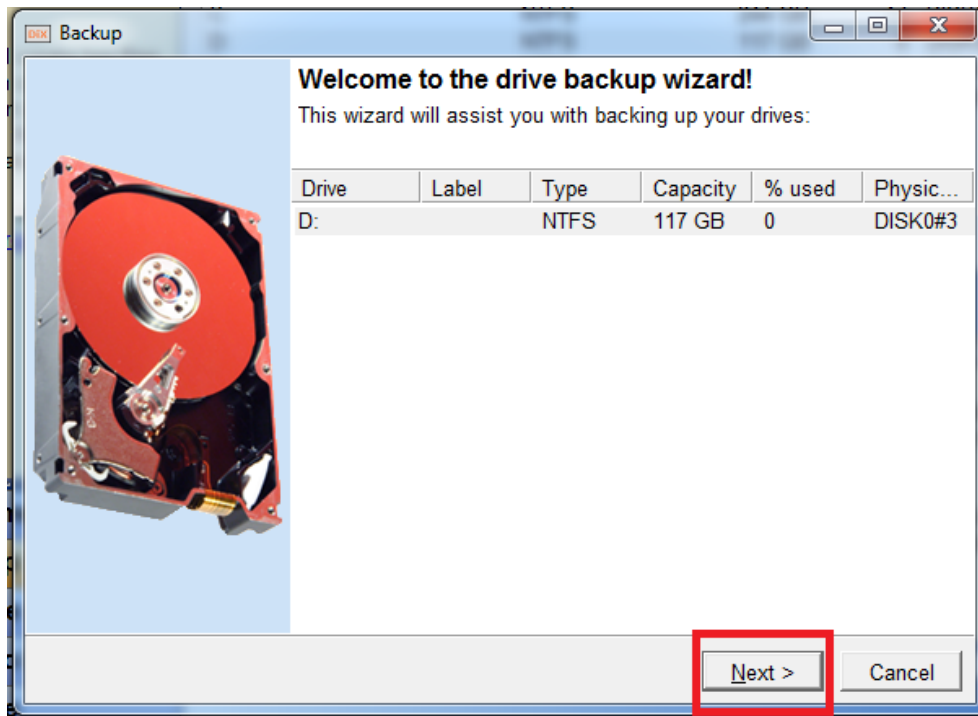 DiX Backup
Welcome to the drive backup wizard!
This wizard will assist you with backing up your drives:
Drive Label Type Capacity % used Physic...
D: NTFS 117 GB 0 DISK0#3
Next > Cancel